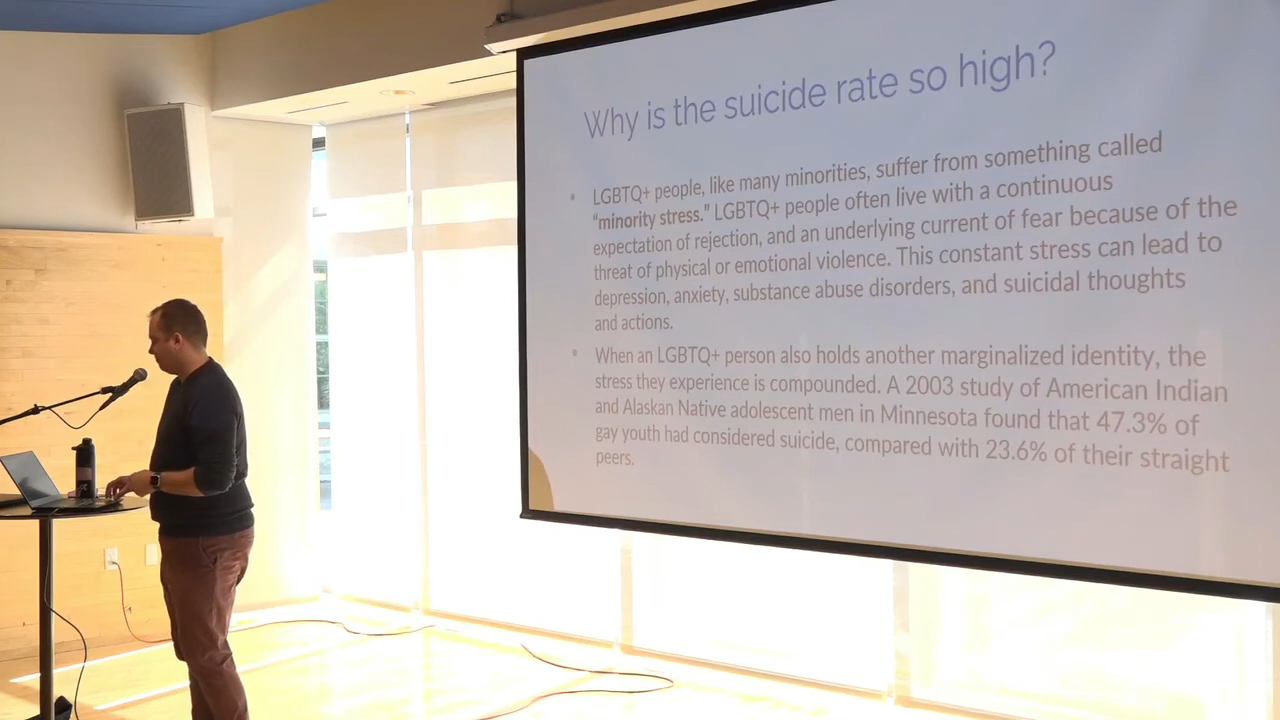 Why is the suicide rate so high?
• LGBTQ+ people, like many minorities, suffer from something called
“minority stress.” LGBTQ+ people often live with a continuous
expectation of rejection, and an underlying current of fear because of the
threat of physical or emotional violence. This constant stress can lead to
depression, anxiety, substance abuse disorders, and suicidal thoughts
and actions.
• When an LGBTQ+ person also holds another marginalized identity, the
stress they experience is compounded. A 2003 study of American Indian
and Alaskan Native adolescent men in Minnesota found that 47.3% of
gay youth had considered suicide, compared with 23.6% of their straight
peers.